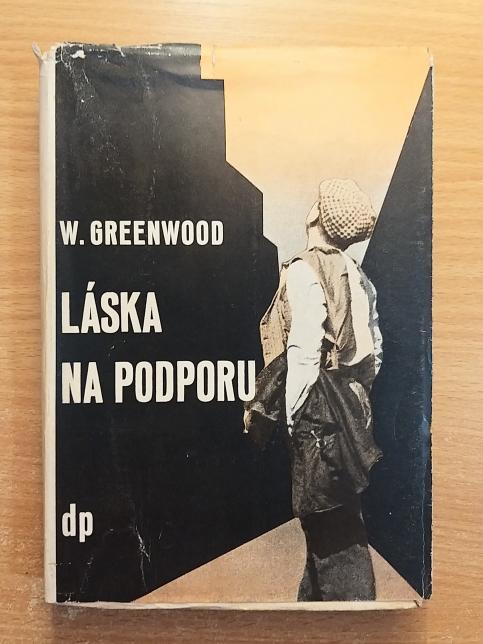 W. GREENWOOD
LÁSKA
NA PODPORU
dp